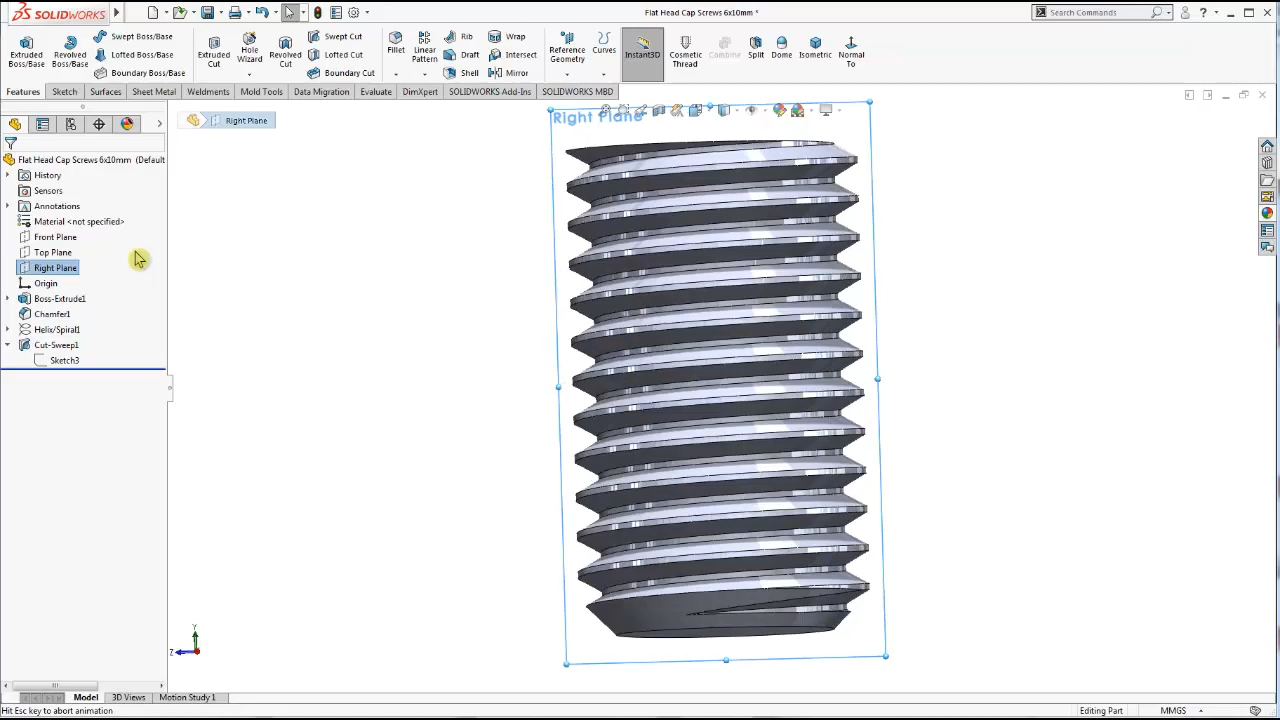 SOLIDWORKS
Flat Head Cap Screws 6x10mm *
Search Commands
Extruded Boss/Base
Revolved Boss/Base
Swept Boss/Base
Lofted Boss/Base
Boundary Boss/Base
Extruded Cut
Hole Wizard
Revolved Cut
Swept Cut
Lofted Cut
Boundary Cut
Fillet
Linear Pattern
Rib
Draft
Shell
Wrap
Intersect
Mirror
Reference Geometry
Curves
Instant3D
Cosmetic Thread
Combine
Split
Dome
Isometric
Normal To
Features
Sketch
Surfaces
Sheet Metal
Weldments
Mold Tools
Data Migration
Evaluate
DimXpert
SOLIDWORKS Add-Ins
SOLIDWORKS MBD
Right Plane
Right Plane
Flat Head Cap Screws 6x10mm (Default
History
Sensors
Annotations
Material <not specified>
Front Plane
Top Plane
Right Plane
Origin
Boss-Extrude1
Chamfer1
Helix/Spiral1
Cut-Sweep1
Sketch3
Y
Z
Model
3D Views
Motion Study 1
Hit Esc key to abort animation
Editing Part
MMGS